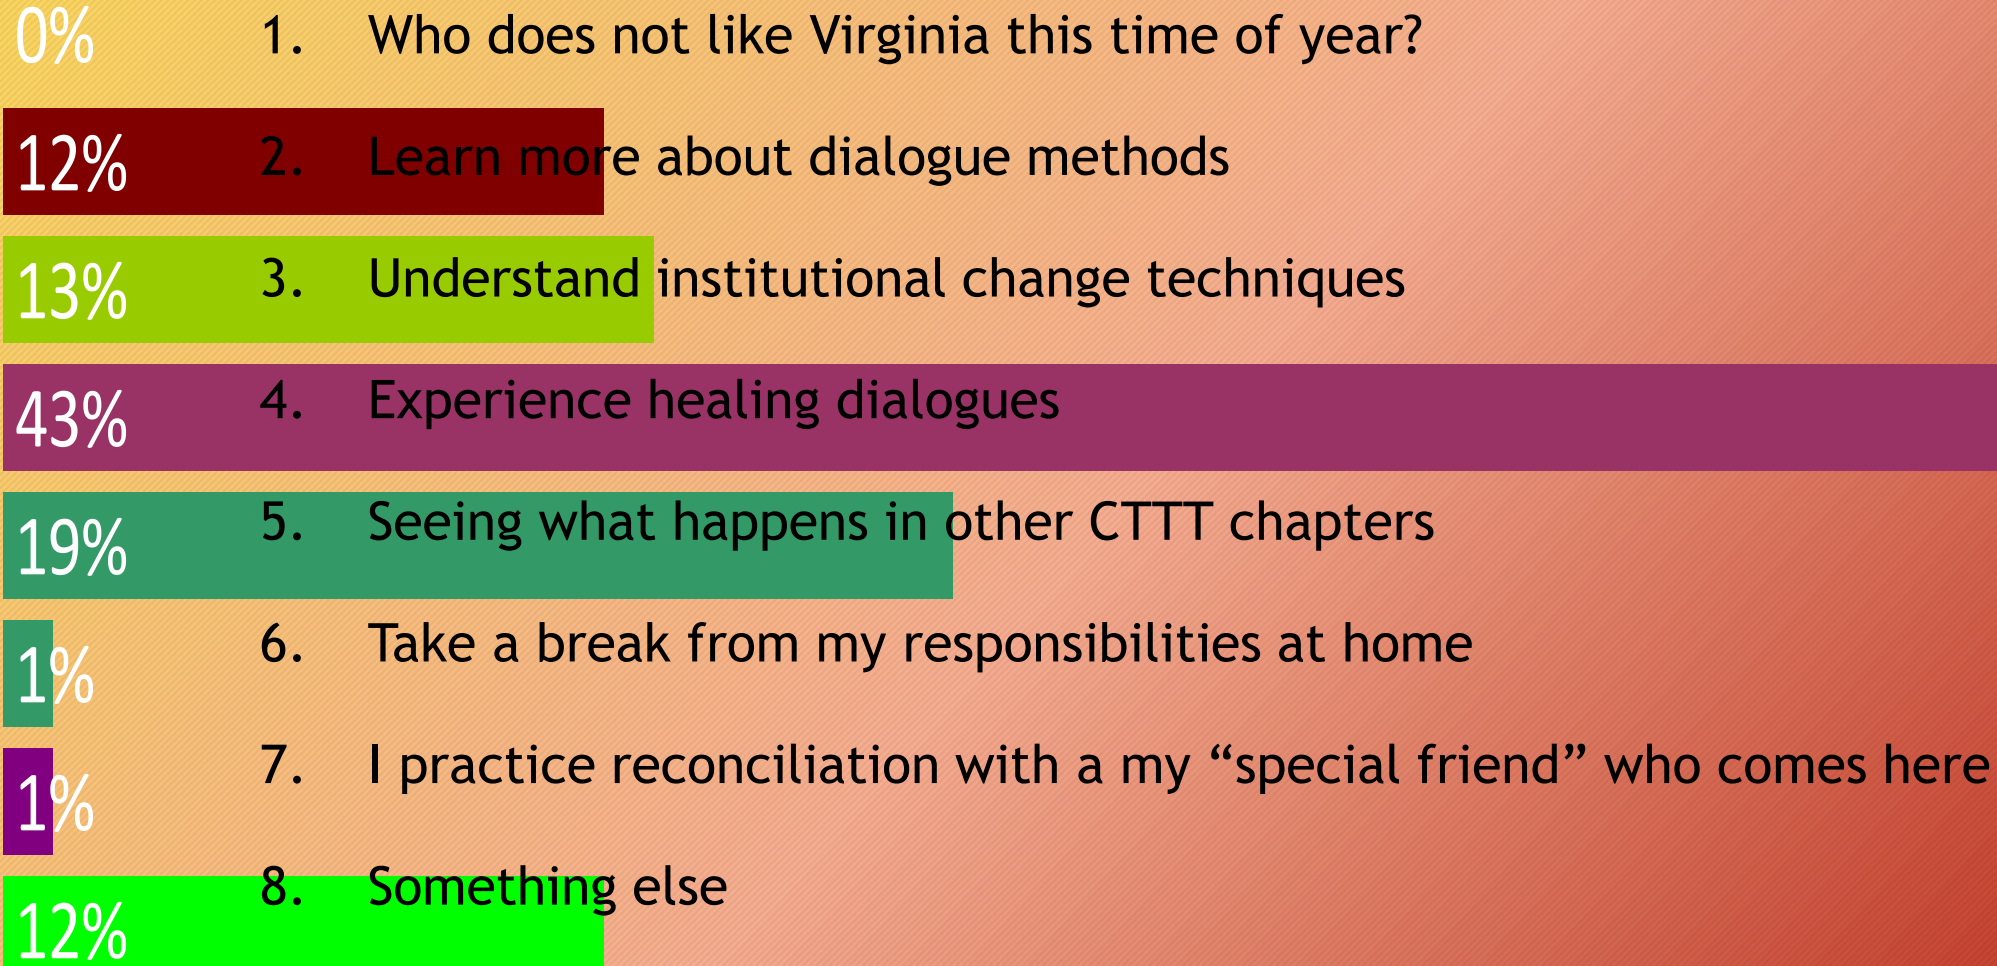 0% 1. Who does not like Virginia this time of year?
12% 2. Learn more about dialogue methods
13% 3. Understand institutional change techniques
43% 4. Experience healing dialogues
19% 5. Seeing what happens in other CTTT chapters
1% 6. Take a break from my responsibilities at home
1% 7. I practice reconciliation with a my “special friend” who comes here
12% 8. Something else